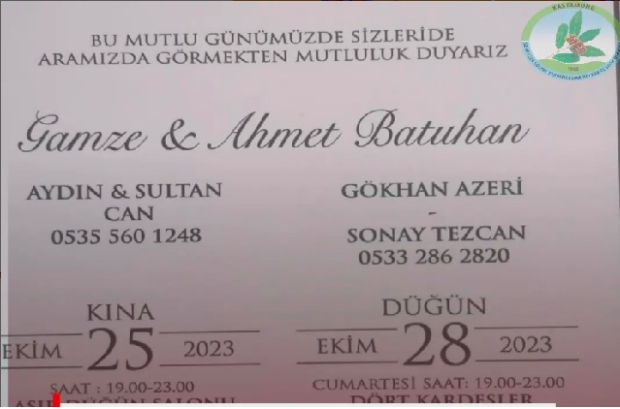 BU MUTLU GÜNÜMÜZDE SİZLERİDE
ARAMIZDA GÖRMEKTEN MUTLULUK DUYARIZ
Gamze & Ahmet Batuhan
AYDIN & SULTAN
CAN
0535 560 1248
GÖKHAN AZERİ
-
SONAY TEZCAN
0533 286 2820
KINA
EKİM 25 2023
SAAT : 19.00-23.00
DÜĞÜN SALONU
DÜĞÜN
EKİM 28 2023
CUMARTESİ SAAT: 19.00-23.00
DÖRT KARDEŞLER